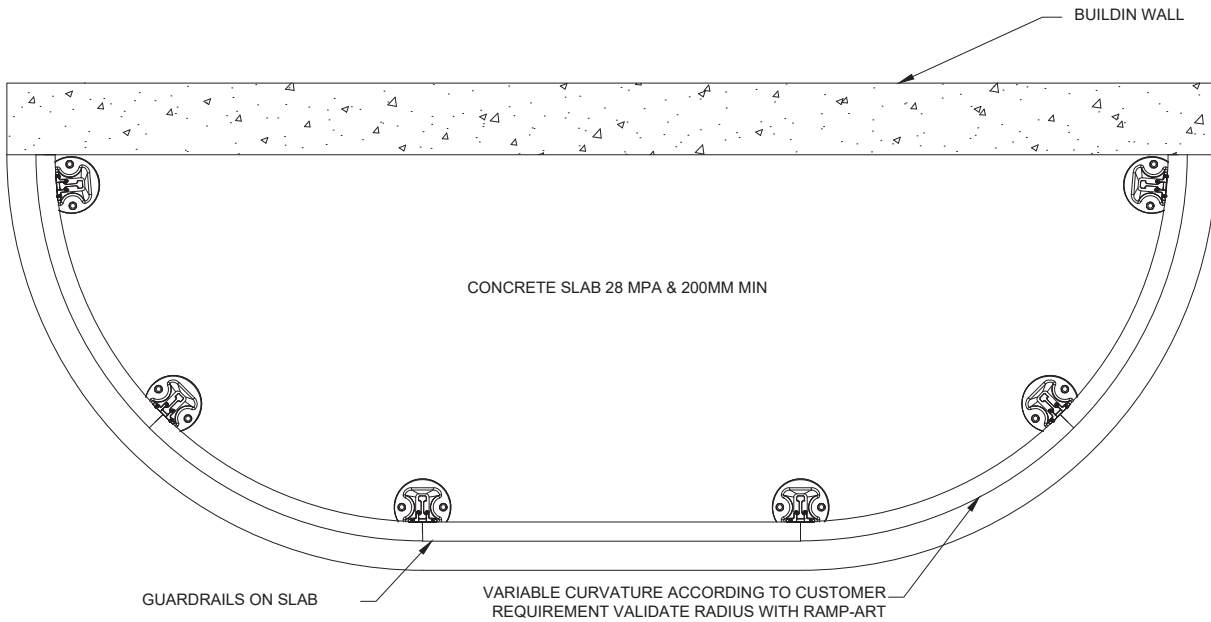 BUILDIN WALL
CONCRETE SLAB 28 MPA & 200MM MIN
GUARDRAILS ON SLAB
VARIABLE CURVATURE ACCORDING TO CUSTOMER
REQUIREMENT VALIDATE RADIUS WITH RAMP-ART